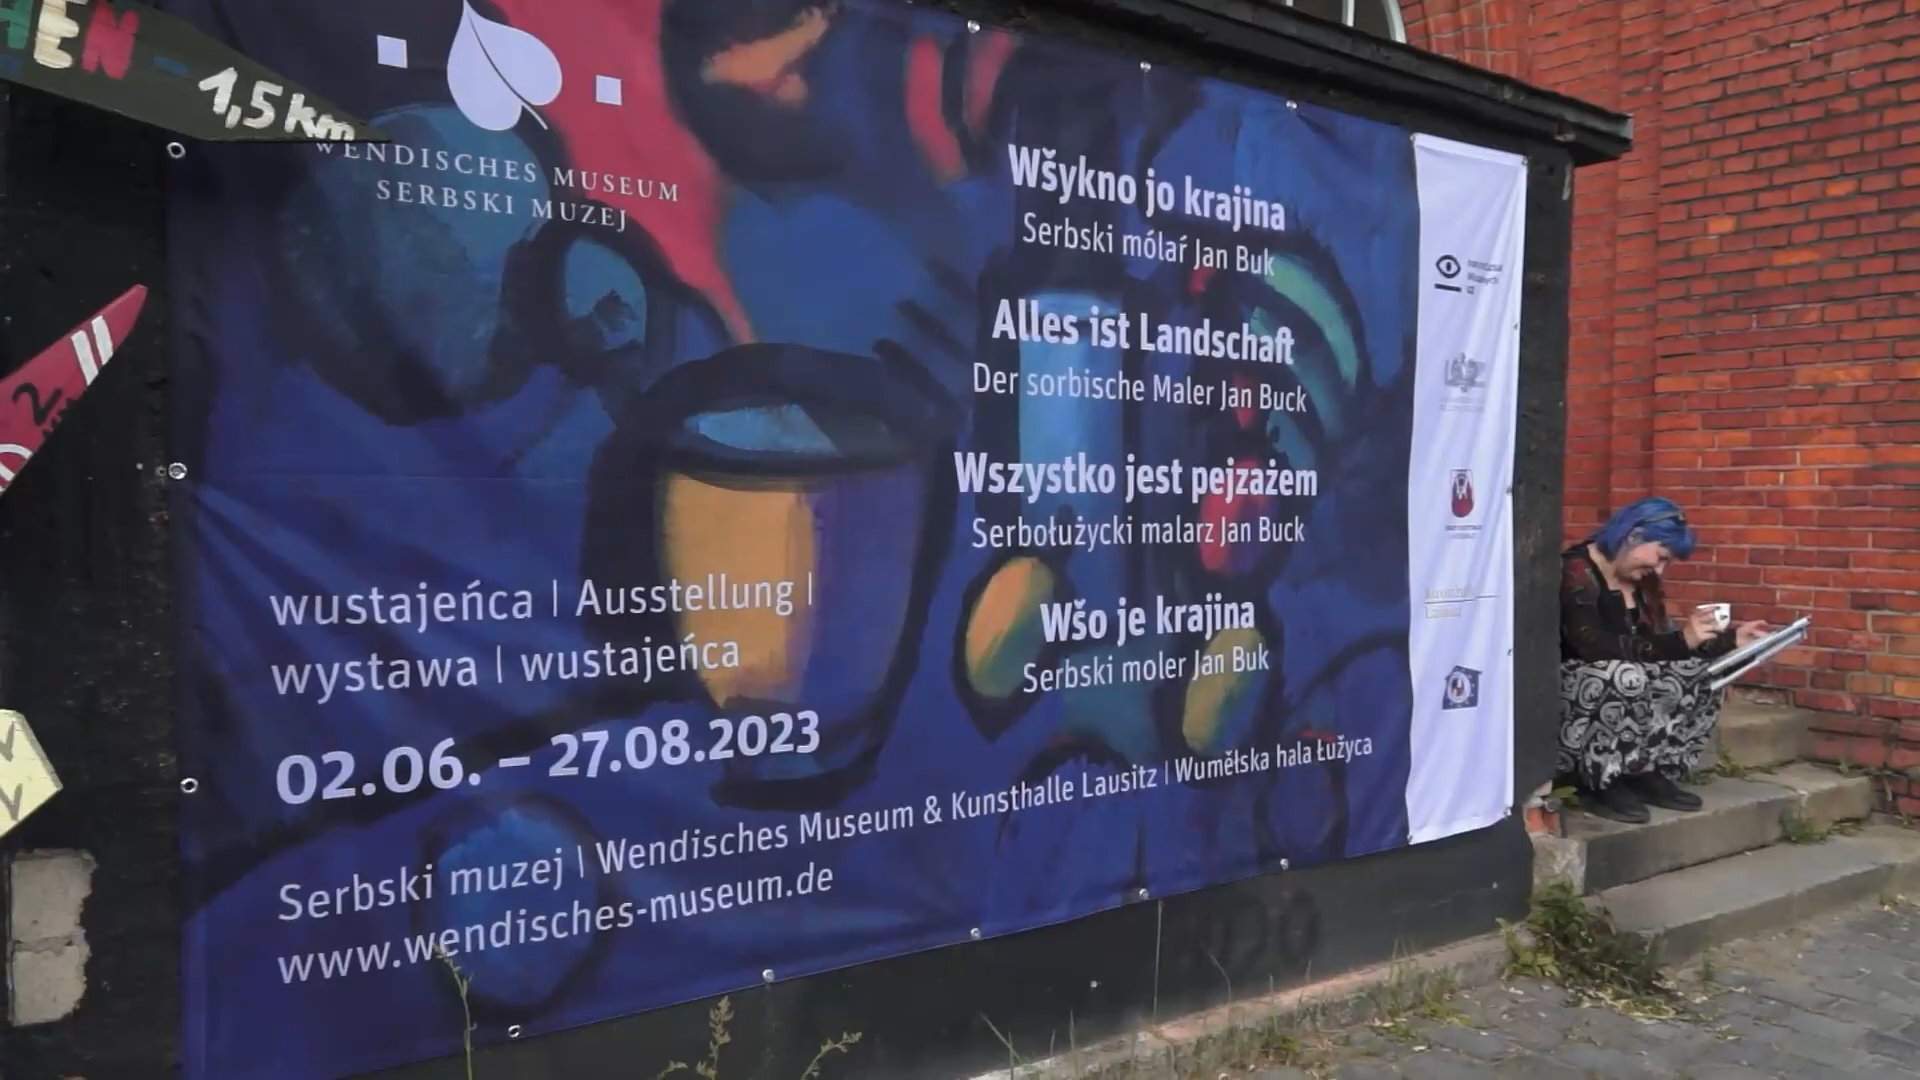 1,5 km
WENDISCHES MUSEUM
SERBSKI MUZEJ
Wšykno jo krajina
Serbski mólaŕ Jan Buk
Alles ist Landschaft
Der sorbische Maler Jan Buck
Wszystko jest pejzażem
Serbołużycki malarz Jan Buck
Wšo je krajina
Serbski moler Jan Buk
wustajeńca | Ausstellung |
wystawa | wustajeńca
02.06. – 27.08.2023
Serbski muzej | Wendisches Museum & Kunsthalle Lausitz | Wuměłska hala Łužyca
www.wendisches-museum.de